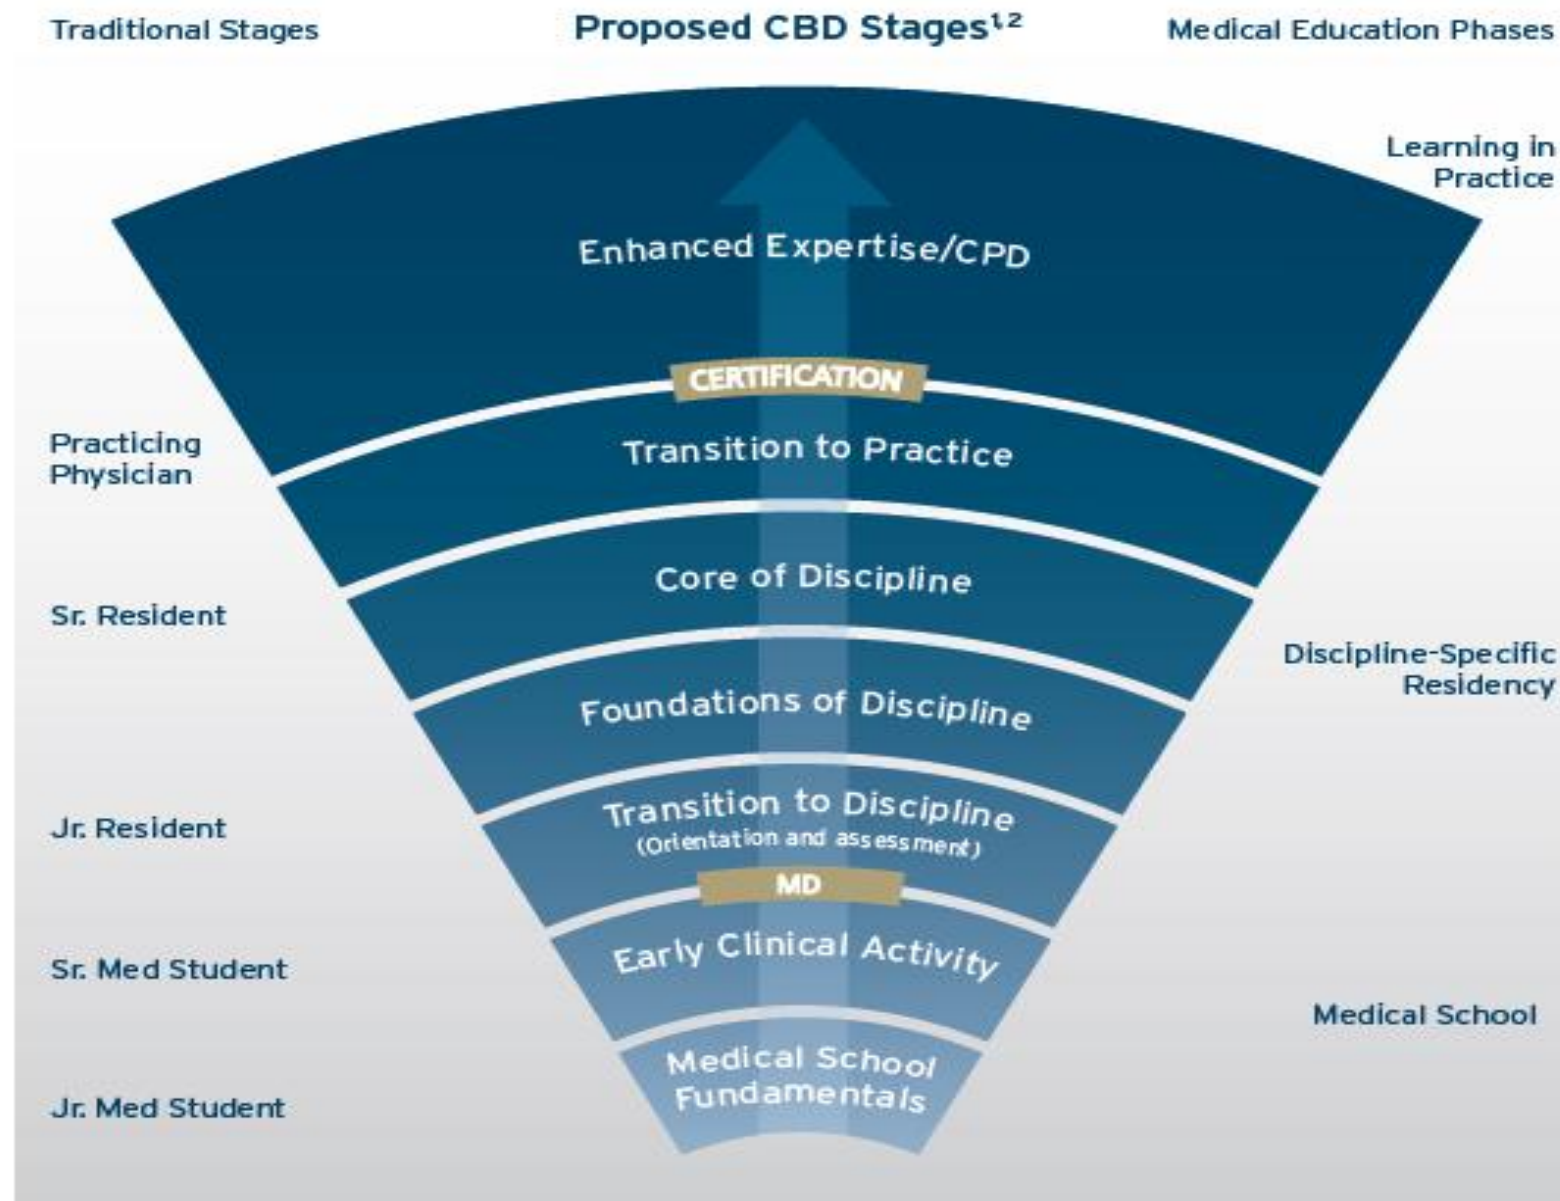 Traditional Stages
Proposed CBD Stages¹,²
Medical Education Phases
Learning in
Practice
Enhanced Expertise/CPD
CERTIFICATION
Practicing
Physician
Transition to Practice
Core of Discipline
Sr. Resident
Discipline-Specific
Residency
Foundations of Discipline
Transition to Discipline
(Orientation and assessment)
Jr. Resident
MD
Early Clinical Activity
Sr. Med Student
Medical School
Medical School
Fundamentals
Jr. Med Student